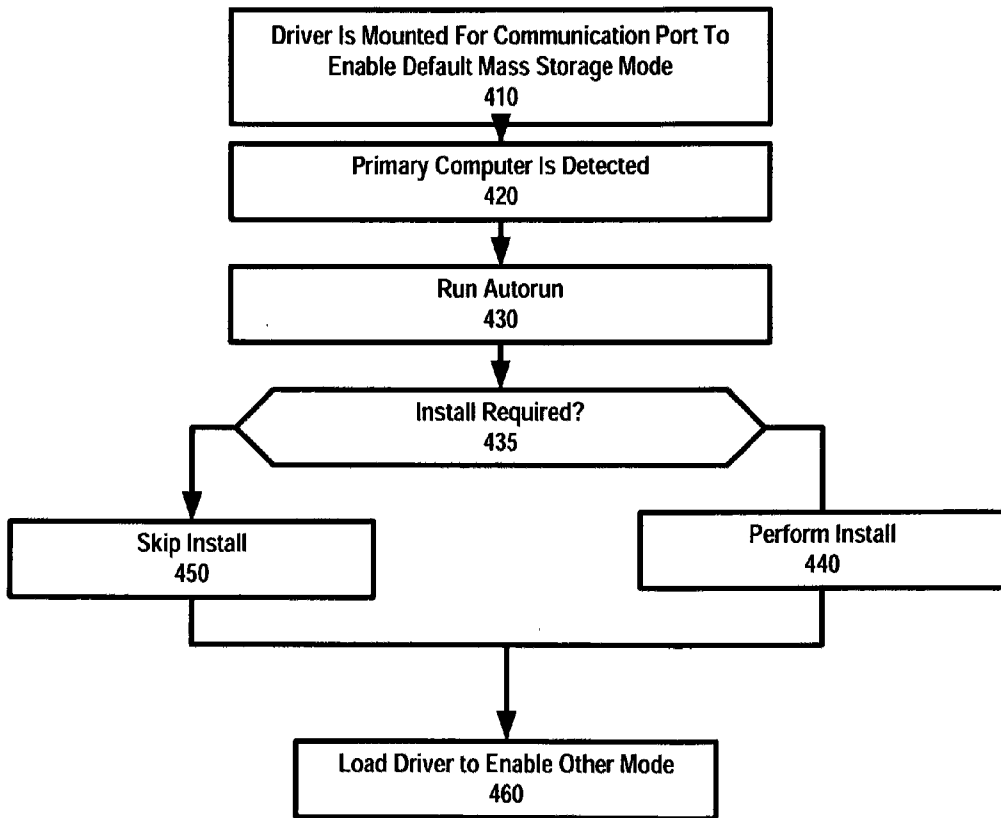 Driver Is Mounted For Communication Port To
Enable Default Mass Storage Mode
410
Primary Computer Is Detected
420
Run Autorun
430
Install Required?
435
Skip Install
450
Perform Install
440
Load Driver to Enable Other Mode
460